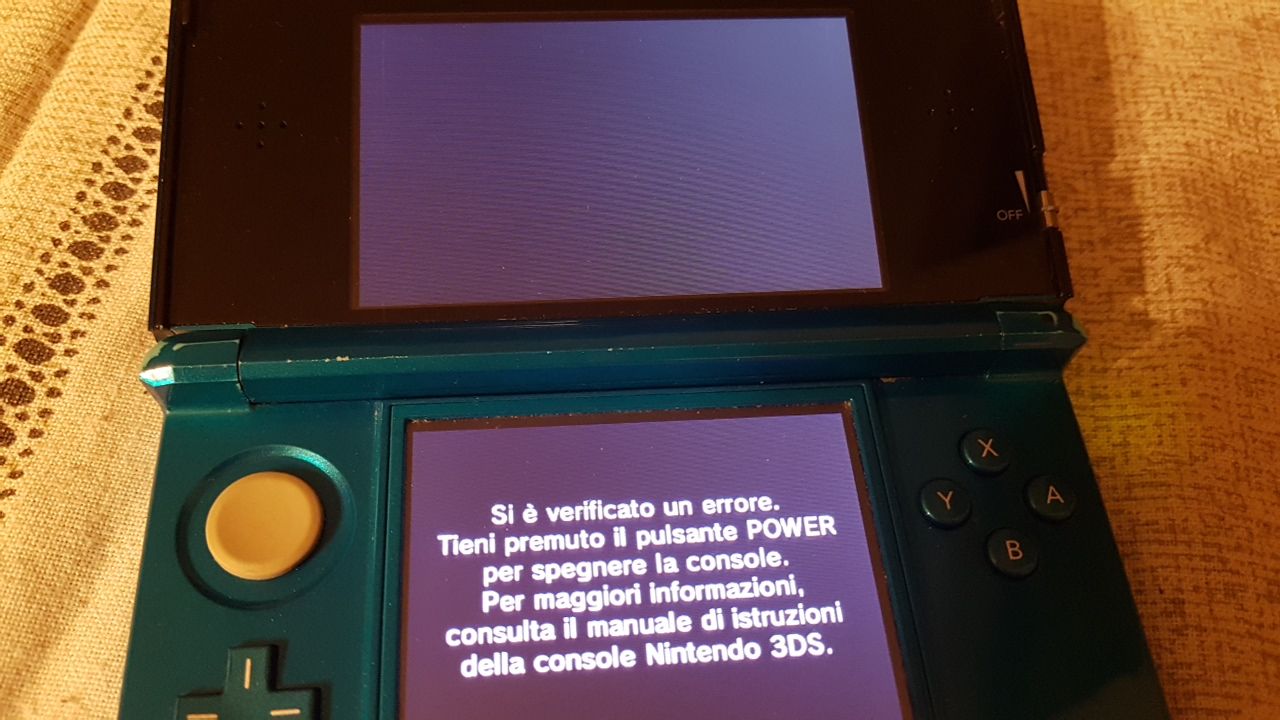 OFF
Si è verificato un errore.
Tieni premuto il pulsante POWER
per spegnere la console.
Per maggiori informazioni,
consulta il manuale di istruzioni
della console Nintendo 3DS.
X
Y
A
B